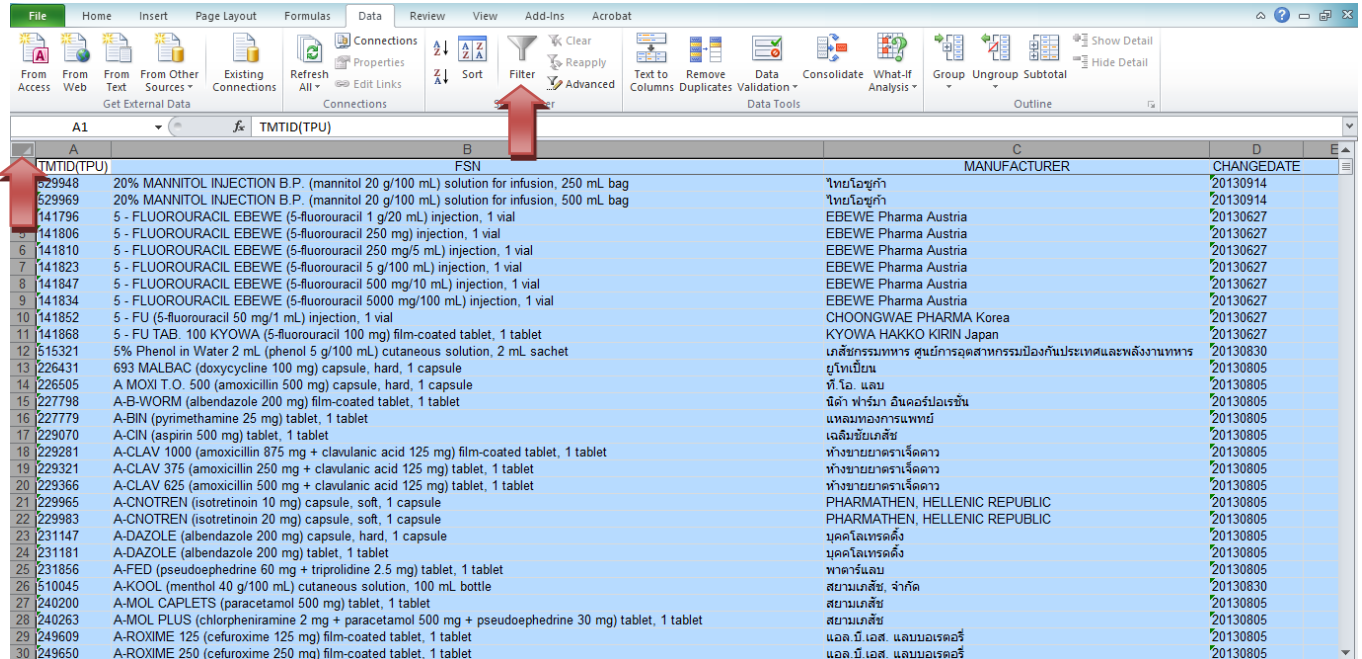 File Home Insert Page Layout Formulas Data Review View Add-Ins Acrobat
Connections Clear Show Detail
Properties Reapply Hide Detail
From Access From Web From Text From Other Sources Existing Connections Refresh All Edit Links Sort Filter Advanced Text to Columns Remove Duplicates Data Validation Consolidate What-If Analysis Group Ungroup Subtotal
Get External Data Connections Data Tools Outline
A1 fx TMTID(TPU)
A B C D E
TMTID(TPU) FSN MANUFACTURER CHANGEDATE
529948 20% MANNITOL INJECTION B.P. (mannitol 20 g/100 mL) solution for infusion, 250 mL bag ไทยโอซูก้า 20130914
529969 20% MANNITOL INJECTION B.P. (mannitol 20 g/100 mL) solution for infusion, 500 mL bag ไทยโอซูก้า 20130914
141796 5 - FLUOROURACIL EBEWE (5-fluorouracil 1 g/20 mL) injection, 1 vial EBEWE Pharma Austria 20130627
5 141806 5 - FLUOROURACIL EBEWE (5-fluorouracil 250 mg) injection, 1 vial EBEWE Pharma Austria 20130627
6 141810 5 - FLUOROURACIL EBEWE (5-fluorouracil 250 mg/5 mL) injection, 1 vial EBEWE Pharma Austria 20130627
7 141823 5 - FLUOROURACIL EBEWE (5-fluorouracil 5 g/100 mL) injection, 1 vial EBEWE Pharma Austria 20130627
8 141847 5 - FLUOROURACIL EBEWE (5-fluorouracil 500 mg/10 mL) injection, 1 vial EBEWE Pharma Austria 20130627
9 141834 5 - FLUOROURACIL EBEWE (5-fluorouracil 5000 mg/100 mL) injection, 1 vial EBEWE Pharma Austria 20130627
10 141852 5 - FU (5-fluorouracil 50 mg/1 mL) injection, 1 vial CHOONGWAE PHARMA Korea 20130627
11 141868 5 - FU TAB. 100 KYOWA (5-fluorouracil 100 mg) film-coated tablet, 1 tablet KYOWA HAKKO KIRIN Japan 20130627
12 515321 5% Phenol in Water 2 mL (phenol 5 g/100 mL) cutaneous solution, 2 mL sachet เภสัชกรรมทหาร ศูนย์การอุตสาหกรรมป้องกันประเทศและพลังงานทหาร 20130830
13 226431 693 MALBAC (doxycycline 100 mg) capsule, hard, 1 capsule ยูโทเปี้ยน 20130805
14 226505 A MOXI T.O. 500 (amoxicillin 500 mg) capsule, hard, 1 capsule ที.โอ. แลบ 20130805
15 227798 A-B-WORM (albendazole 200 mg) film-coated tablet, 1 tablet นิด้า ฟาร์มา อินคอร์ปอเรชั่น 20130805
16 227779 A-BIN (pyrimethamine 25 mg) tablet, 1 tablet แหลมทองการแพทย์ 20130805
17 229070 A-CIN (aspirin 500 mg) tablet, 1 tablet เฉลิมชัยเภสัช 20130805
18 229281 A-CLAV 1000 (amoxicillin 875 mg + clavulanic acid 125 mg) film-coated tablet, 1 tablet ห้างขายยาตราเจ็ดดาว 20130805
19 229321 A-CLAV 375 (amoxicillin 250 mg + clavulanic acid 125 mg) tablet, 1 tablet ห้างขายยาตราเจ็ดดาว 20130805
20 229366 A-CLAV 625 (amoxicillin 500 mg + clavulanic acid 125 mg) tablet, 1 tablet ห้างขายยาตราเจ็ดดาว 20130805
21 229965 A-CNOTREN (isotretinoin 10 mg) capsule, soft, 1 capsule PHARMATHEN, HELLENIC REPUBLIC 20130805
22 229983 A-CNOTREN (isotretinoin 20 mg) capsule, soft, 1 capsule PHARMATHEN, HELLENIC REPUBLIC 20130805
23 231147 A-DAZOLE (albendazole 200 mg) capsule, hard, 1 capsule บุคคโลเทรดดิ้ง 20130805
24 231181 A-DAZOLE (albendazole 200 mg) tablet, 1 tablet บุคคโลเทรดดิ้ง 20130805
25 231856 A-FED (pseudoephedrine 60 mg + triprolidine 2.5 mg) tablet, 1 tablet พาตาร์แลบ 20130805
26 510045 A-KOOL (menthol 40 g/100 mL) cutaneous solution, 100 mL bottle สยามเภสัช, จำกัด 20130830
27 240200 A-MOL CAPLETS (paracetamol 500 mg) tablet, 1 tablet สยามเภสัช 20130805
28 240263 A-MOL PLUS (chlorpheniramine 2 mg + paracetamol 500 mg + pseudoephedrine 30 mg) tablet, 1 tablet สยามเภสัช 20130805
29 249609 A-ROXIME 125 (cefuroxime 125 mg) film-coated tablet, 1 tablet แอล.บี.เอส. แลบบอเรตอรี่ 20130805
30 249650 A-ROXIME 250 (cefuroxime 250 mg) film-coated tablet, 1 tablet แอล.บี.เอส. แลบบอเรตอรี่ 20130805